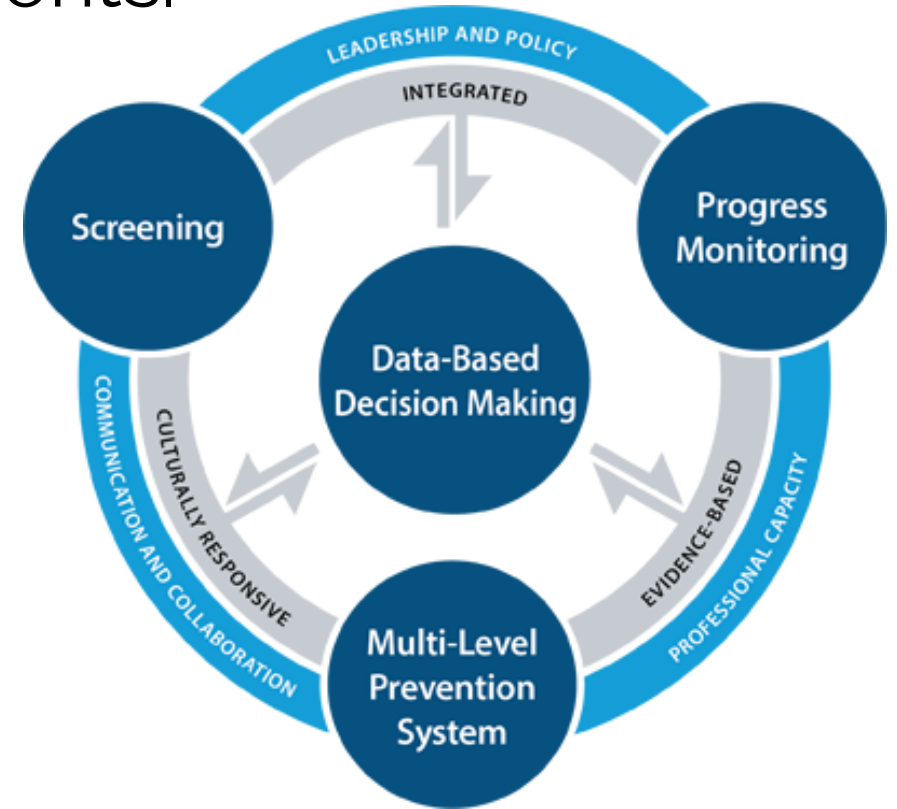 LEADERSHIP AND POLICY
INTEGRATED
Screening
Progress
Monitoring
Data-Based
Decision Making
COMMUNICATION AND COLLABORATION
CULTURALLY RESPONSIVE
EVIDENCE-BASED
PROFESSIONAL CAPACITY
Multi-Level
Prevention
System